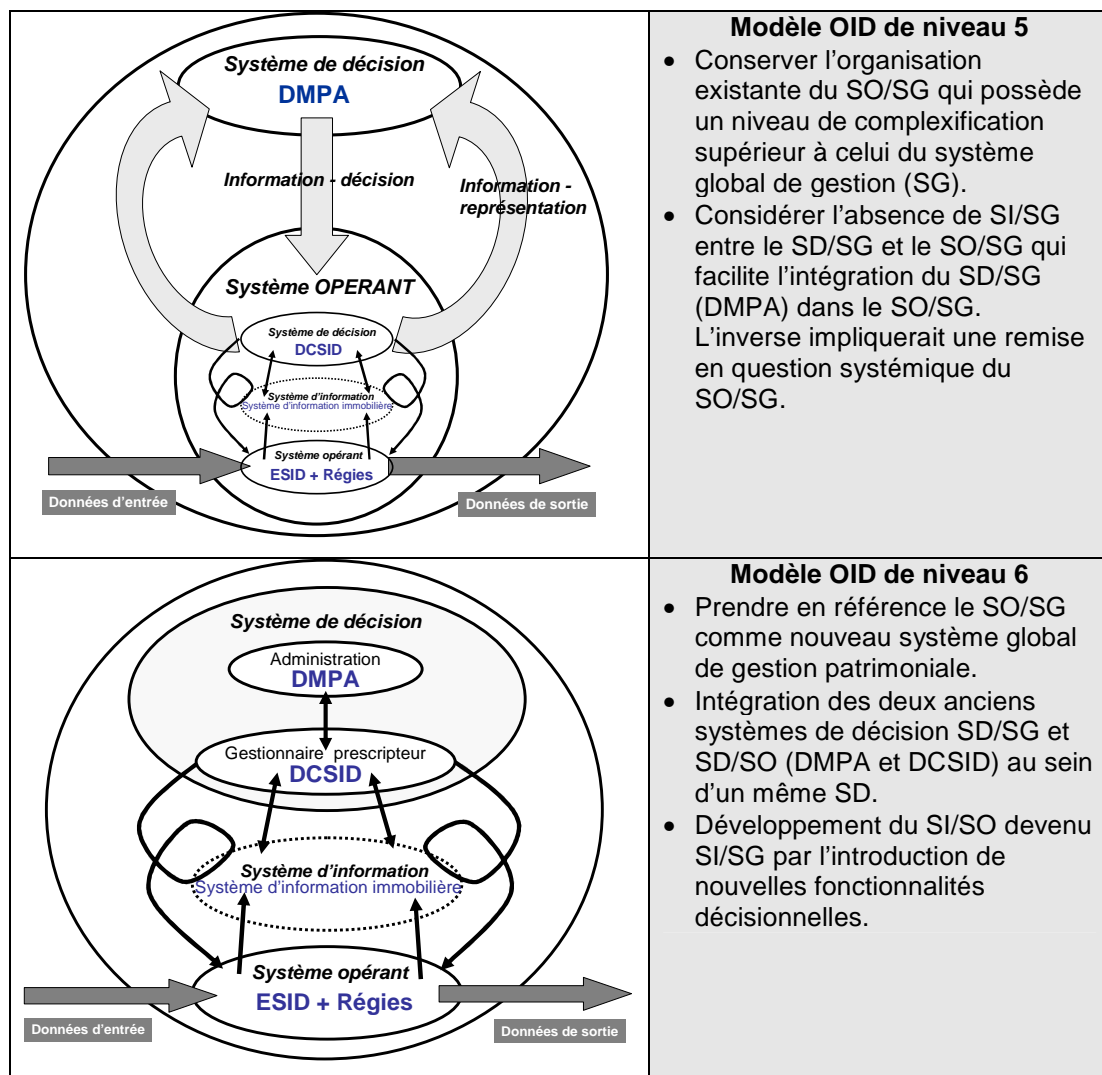 Système de décision
DMPA
Information - décision
Information -
représentation
Système OPERANT
Système de décision
DCSID
Système d'information
Système d'information immobilière
Système opérant
ESID + Régies
Données d'entrée
Données de sortie
Modèle OID de niveau 5
• Conserver l'organisation
existante du SO/SG qui possède
un niveau de complexification
supérieur à celui du système
global de gestion (SG).
• Considérer l'absence de SI/SG
entre le SD/SG et le SO/SG qui
facilite l'intégration du SD/SG
(DMPA) dans le SO/SG.
L'inverse impliquerait une remise
en question systémique du
SO/SG.
Système de décision
Administration
DMPA
Gestionnaire prescripteur
DCSID
Système d'information
Système d'information immobilière
Système opérant
ESID + Régies
Données d'entrée
Données de sortie
Modèle OID de niveau 6
• Prendre en référence le SO/SG
comme nouveau système global
de gestion patrimoniale.
• Intégration des deux anciens
systèmes de décision SD/SG et
SD/SO (DMPA et DCSID) au sein
d'un même SD.
• Développement du SI/SO devenu
SI/SG par l'introduction de
nouvelles fonctionnalités
décisionnelles.